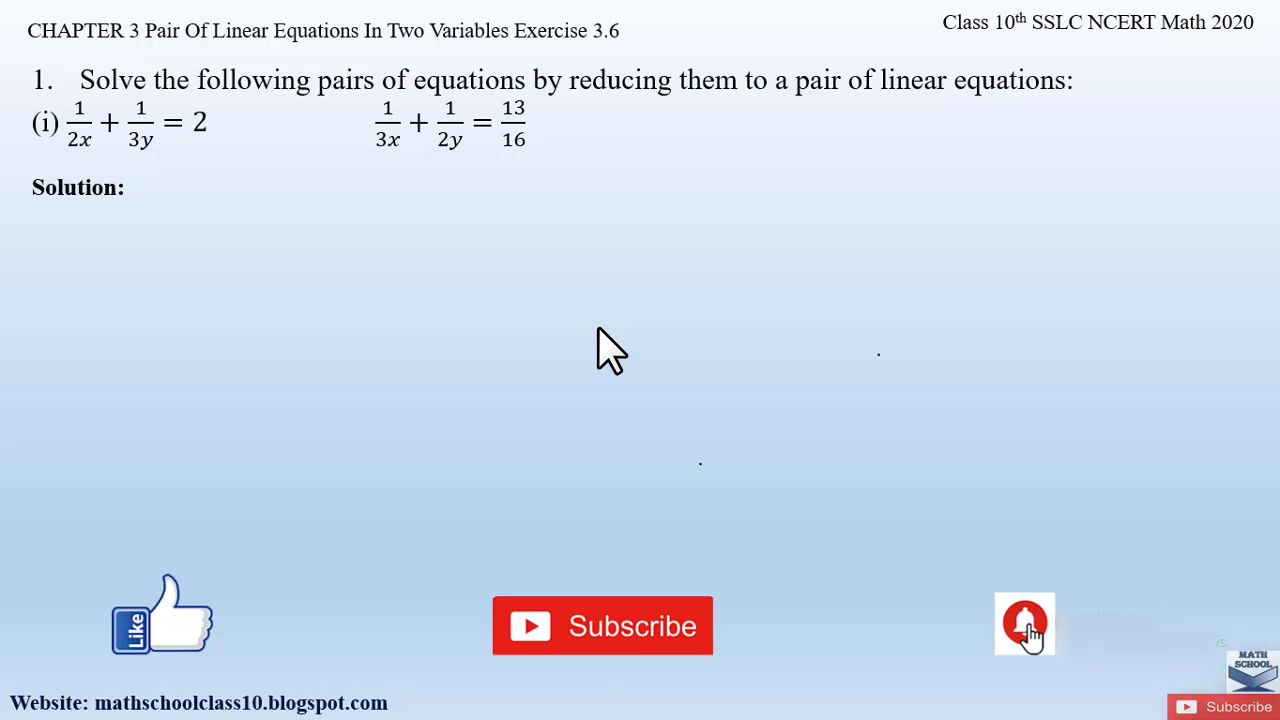 CHAPTER 3 Pair Of Linear Equations In Two Variables Exercise 3.6
Class 10th SSLC NCERT Math 2020
1. Solve the following pairs of equations by reducing them to a pair of linear equations:
(i) 1/2x + 1/3y = 2 1/3x + 1/2y = 13/16
Solution:
Like
Subscribe
MATH
SCHOOL
Website: mathschoolclass10.blogspot.com
Subscribe